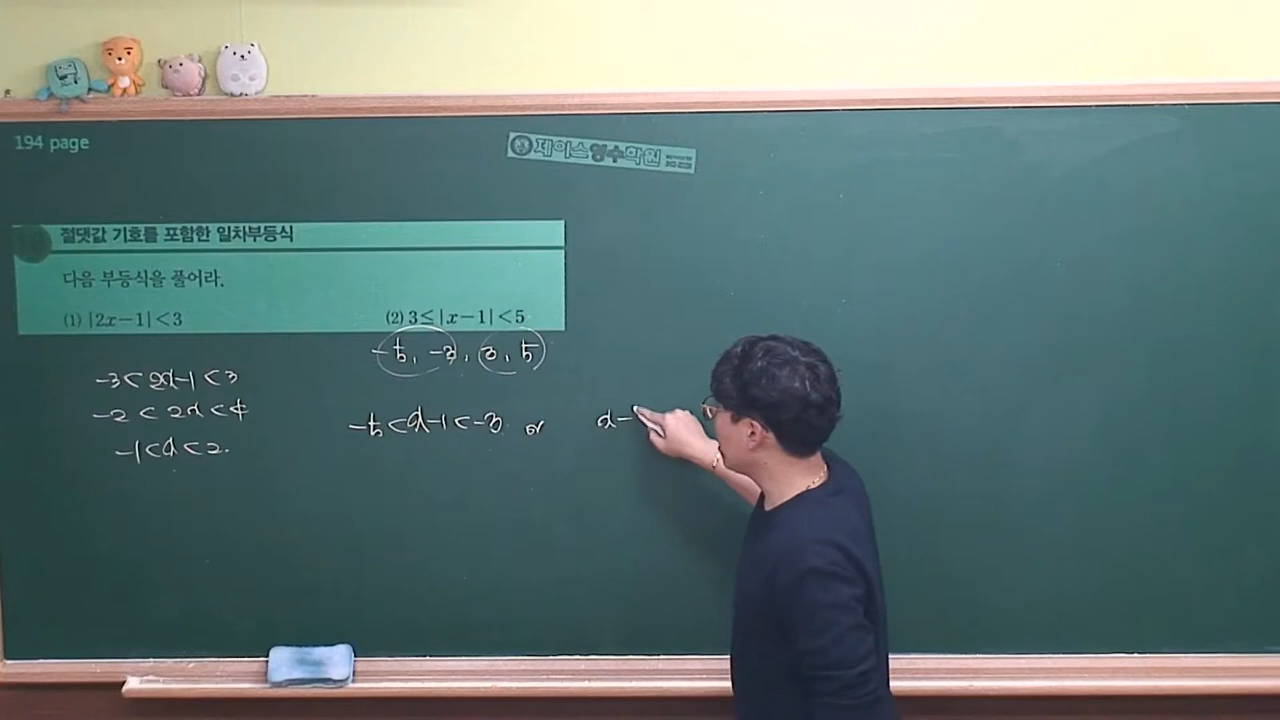 194 page
제이스영수학원
절댓값 기호를 포함한 일차부등식
다음 부등식을 풀어라.
(1) |2x−1|<3
(2) 3≤|x−1|<5
−5, −3, 3, 5
−3<2x−1<3
−2<2x<4
−1<x<2.
−5<x−1<−3 or x−